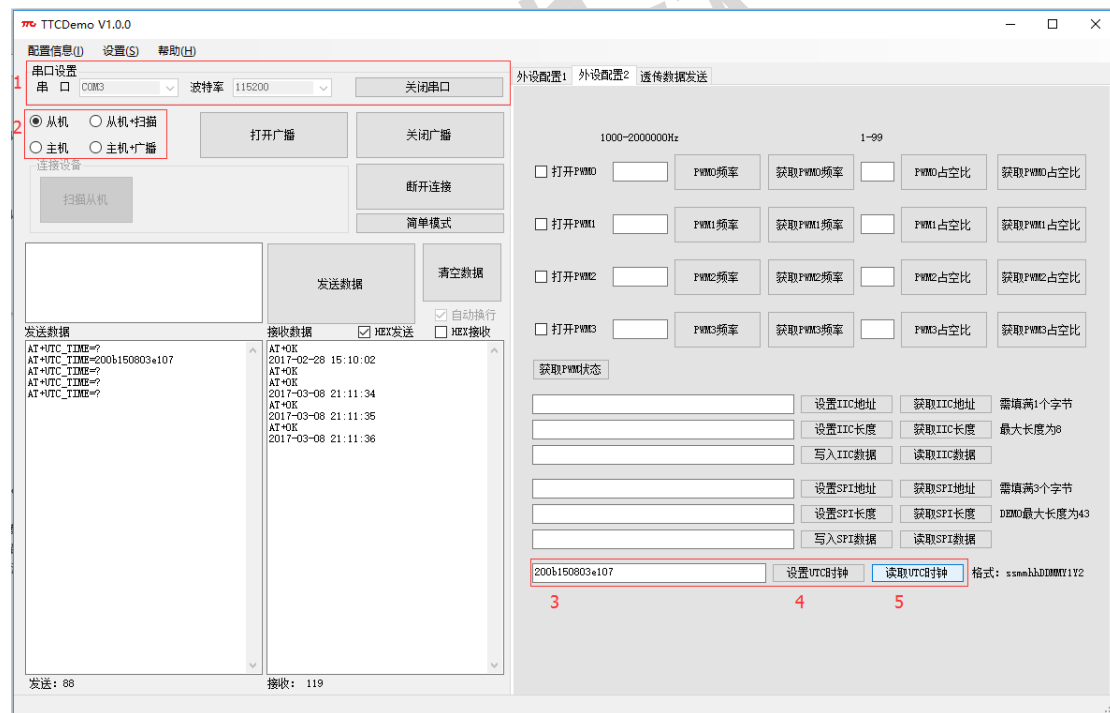 TTCDemo V1.0.0
配置信息(I) 设置(S) 帮助(H)
串口设置
1
串 口 COM3 波特率 115200 关闭串口
2
从机 从机+扫描
主机 主机+广播
打开广播 关闭广播
连接设备
扫描从机
断开连接
简单模式
发送数据
清空数据
自动换行
发送数据
接收数据 HEX发送 HEX接收
AT+UTC_TIME=?
AT+UTC_TIME=200b150803e107
AT+UTC_TIME=?
AT+UTC_TIME=?
AT+UTC_TIME=?
AT+OK
2017-02-28 15:10:02
AT+OK
AT+OK
2017-03-08 21:11:34
AT+OK
2017-03-08 21:11:35
AT+OK
2017-03-08 21:11:36
发送: 88
接收: 119
外设配置1 外设配置2 透传数据发送
1000-2000000Hz 1-99
打开PWM0 PWM0频率 获取PWM0频率 PWM0占空比 获取PWM0占空比
打开PWM1 PWM1频率 获取PWM1频率 PWM1占空比 获取PWM1占空比
打开PWM2 PWM2频率 获取PWM2频率 PWM2占空比 获取PWM2占空比
打开PWM3 PWM3频率 获取PWM3频率 PWM3占空比 获取PWM3占空比
获取PWM状态
设置IIC地址 获取IIC地址 需填满1个字节
设置IIC长度 获取IIC长度 最大长度为8
写入IIC数据 读取IIC数据
设置SPI地址 获取SPI地址 需填满3个字节
设置SPI长度 获取SPI长度 DEMO最大长度为43
写入SPI数据 读取SPI数据
200b150803e107 设置UTC时钟 读取UTC时钟 格式: ssmmhhDDMMY1Y2
3 4 5